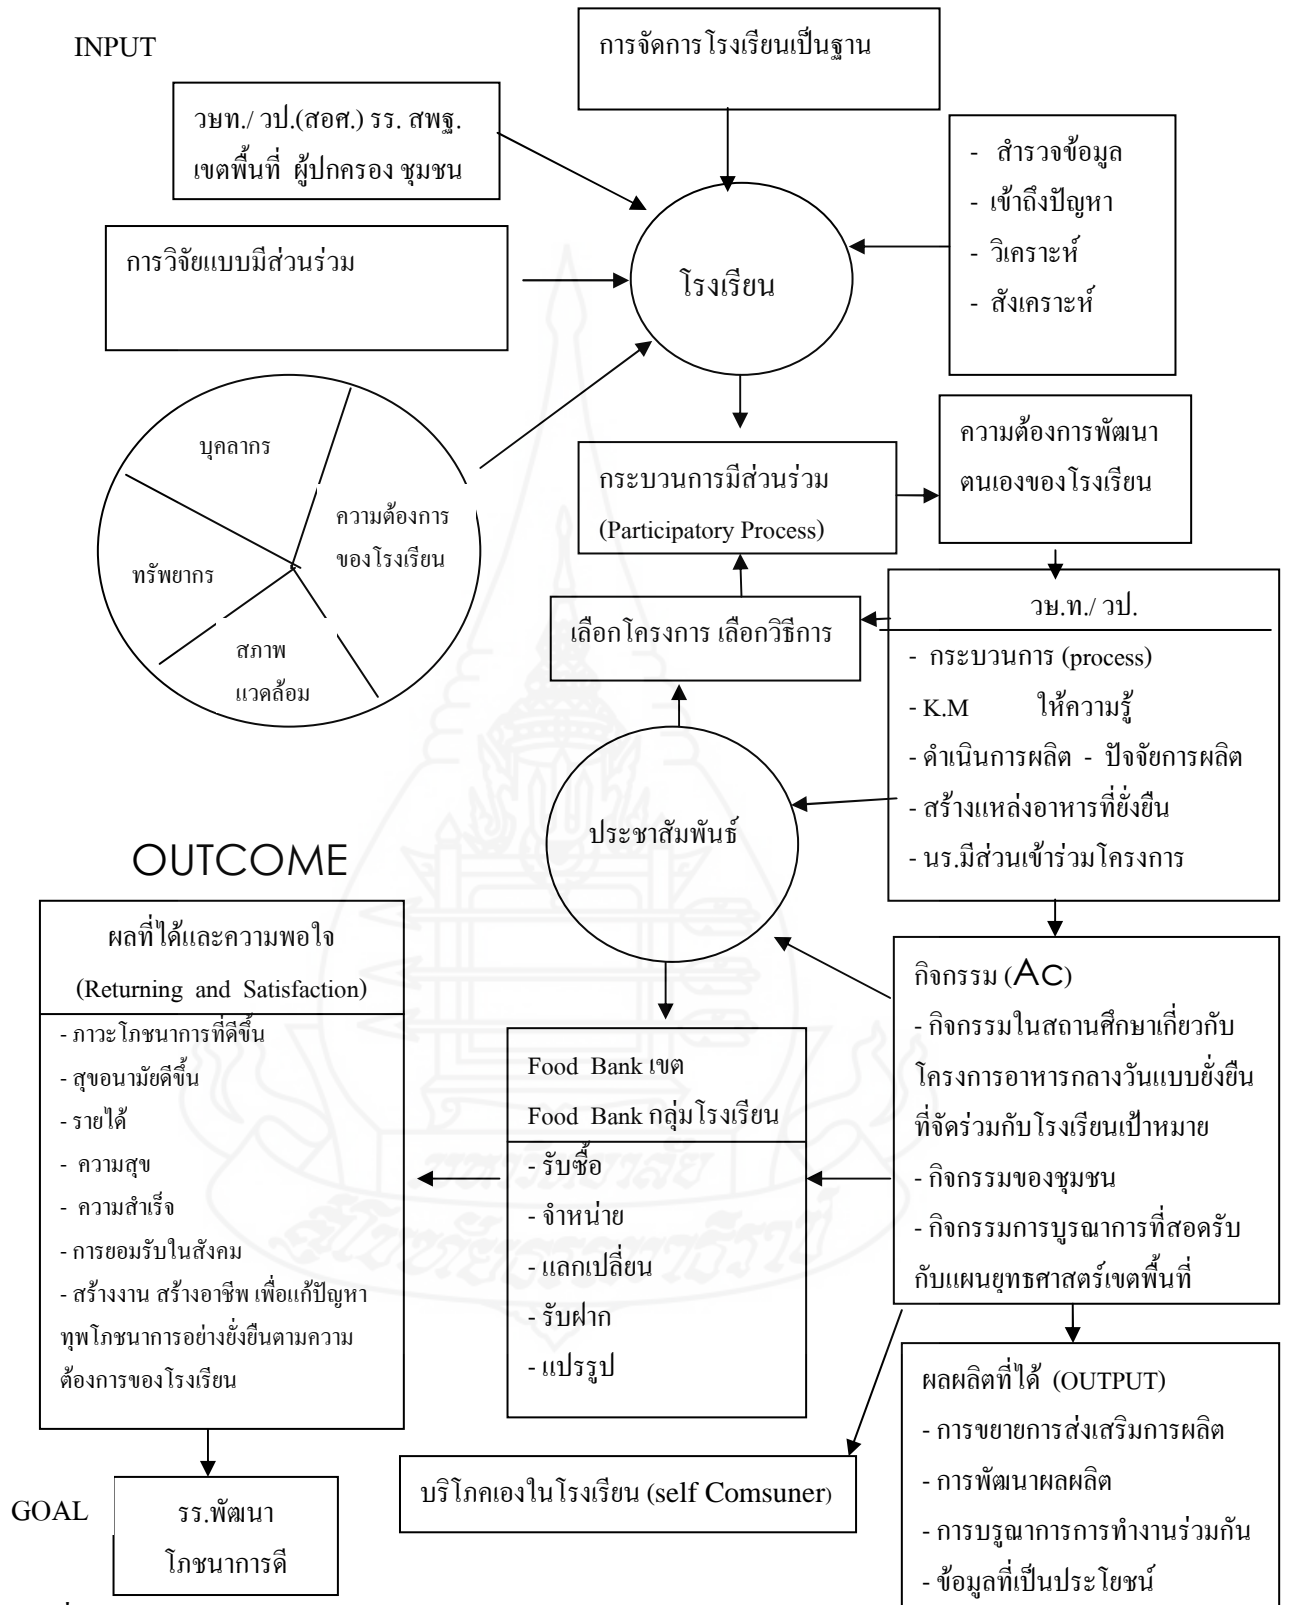 INPUT
การจัดการโรงเรียนเป็นฐาน
วษท./ วป.(สอศ.) รร. สพฐ.
เขตพื้นที่ ผู้ปกครอง ชุมชน
- สำรวจข้อมูล
- เข้าถึงปัญหา
- วิเคราะห์
- สังเคราะห์
การวิจัยแบบมีส่วนร่วม
โรงเรียน
บุคลากร
ความต้องการ
ของโรงเรียน
ทรัพยากร
สภาพ
แวดล้อม
กระบวนการมีส่วนร่วม
(Participatory Process)
ความต้องการพัฒนา
ตนเองของโรงเรียน
เลือกโครงการ เลือกวิธีการ
วษ.ท./ วป.
- กระบวนการ (process)
- K.M ให้ความรู้
- ดำเนินการผลิต - ปัจจัยการผลิต
- สร้างแหล่งอาหารที่ยั่งยืน
- นร.มีส่วนเข้าร่วมโครงการ
ประชาสัมพันธ์
OUTCOME
ผลที่ได้และความพอใจ
(Returning and Satisfaction)
- ภาวะโภชนาการที่ดีขึ้น
- สุขอนามัยดีขึ้น
- รายได้
- ความสุข
- ความสำเร็จ
- การยอมรับในสังคม
- สร้างงาน สร้างอาชีพ เพื่อแก้ปัญหา
ทุพโภชนาการอย่างยั่งยืนตามความ
ต้องการของโรงเรียน
Food Bank เขต
Food Bank กลุ่มโรงเรียน
- รับซื้อ
- จำหน่าย
- แลกเปลี่ยน
- รับฝาก
- แปรรูป
กิจกรรม (AC)
- กิจกรรมในสถานศึกษาเกี่ยวกับ
โครงการอาหารกลางวันแบบยั่งยืน
ที่จัดร่วมกับโรงเรียนเป้าหมาย
- กิจกรรมของชุมชน
- กิจกรรมการบูรณาการที่สอดรับ
กับแผนยุทธศาสตร์เขตพื้นที่
ผลผลิตที่ได้ (OUTPUT)
- การขยายการส่งเสริมการผลิต
- การพัฒนาผลผลิต
- การบรูณาการการทำงานร่วมกัน
- ข้อมูลที่เป็นประโยชน์
บริโภคเองในโรงเรียน (self Comsuner)
GOAL
รร.พัฒนา
โภชนาการดี
มหาวิทยาลัย
สุโขทัยธรรมาธิราช